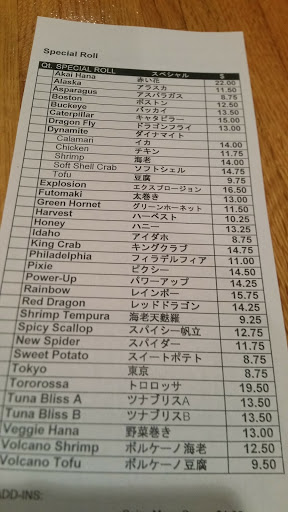 Special Roll
Qt. SPECIAL ROLL スペシャル $
Akai Hana 赤い花 22.00
Alaska アラスカ 11.50
Asparagus アスパラガス 8.75
Boston ボストン 12.50
Buckeye バッカイ 13.50
Caterpillar キャタピラー 15.00
Dragon Fly ドラゴンフライ 13.00
Dynamite ダイナマイト
Calamari イカ 14.00
Chicken チキン 11.75
Shrimp 海老 14.00
Soft Shell Crab ソフトシェル 14.75
Tofu 豆腐 9.75
Explosion エクスプロージョン 16.50
Futomaki 太巻き 8.75
Green Hornet グリーンホーネット 11.50
Harvest ハーベスト 10.25
Honey ハニー 13.25
Idaho アイダホ 8.75
King Crab キングクラブ 14.75
Philadelphia フィラデルフィア 11.00
Pixie ピクシー 14.50
Power-Up パワーアップ 14.25
Rainbow レインボー 15.75
Red Dragon レッドドラゴン 14.25
Shrimp Tempura 海老天麩羅 9.25
Spicy Scallop スパイシー帆立 12.75
New Spider スパイダー 11.75
Sweet Potato スイートポテト 8.75
Tokyo 東京 8.75
Tororossa トロロッサ 19.50
Tuna Bliss A ツナブリスA 13.50
Tuna Bliss B ツナブリスB 13.50
Veggie Hana 野菜巻き 13.00
Volcano Shrimp ボルケーノ海老 12.50
Volcano Tofu ボルケーノ豆腐 9.50
ADD-INS: